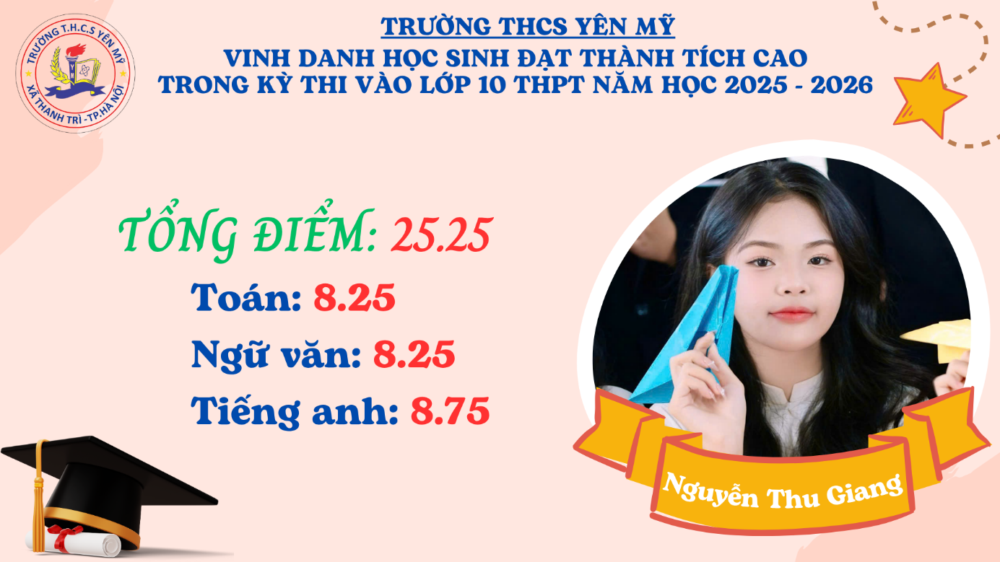 TRƯỜNG T.H.C.S YÊN MỸ
XÃ THANH TRÌ -TP.HÀ NỘI
TRƯỜNG THCS YÊN MỸ
VINH DANH HỌC SINH ĐẠT THÀNH TÍCH CAO
TRONG KỲ THI VÀO LỚP 10 THPT NĂM HỌC 2025 - 2026
TỔNG ĐIỂM: 25.25
Toán: 8.25
Ngữ văn: 8.25
Tiếng anh: 8.75
Nguyễn Thu Giang